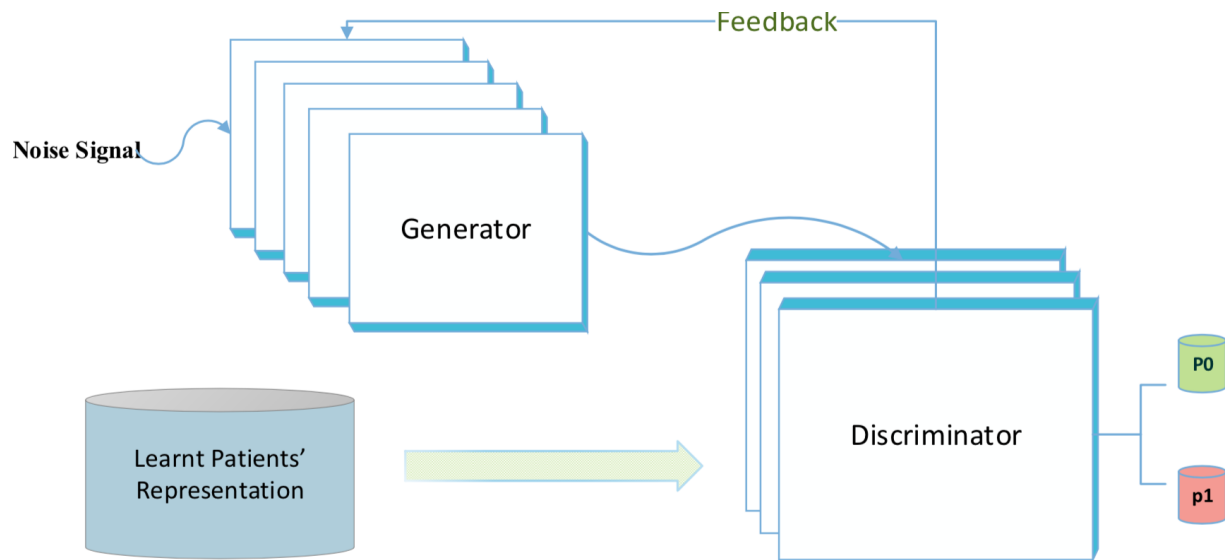 Feedback
Noise Signal
Generator
Learnt Patients’
Representation
Discriminator
P0
p1